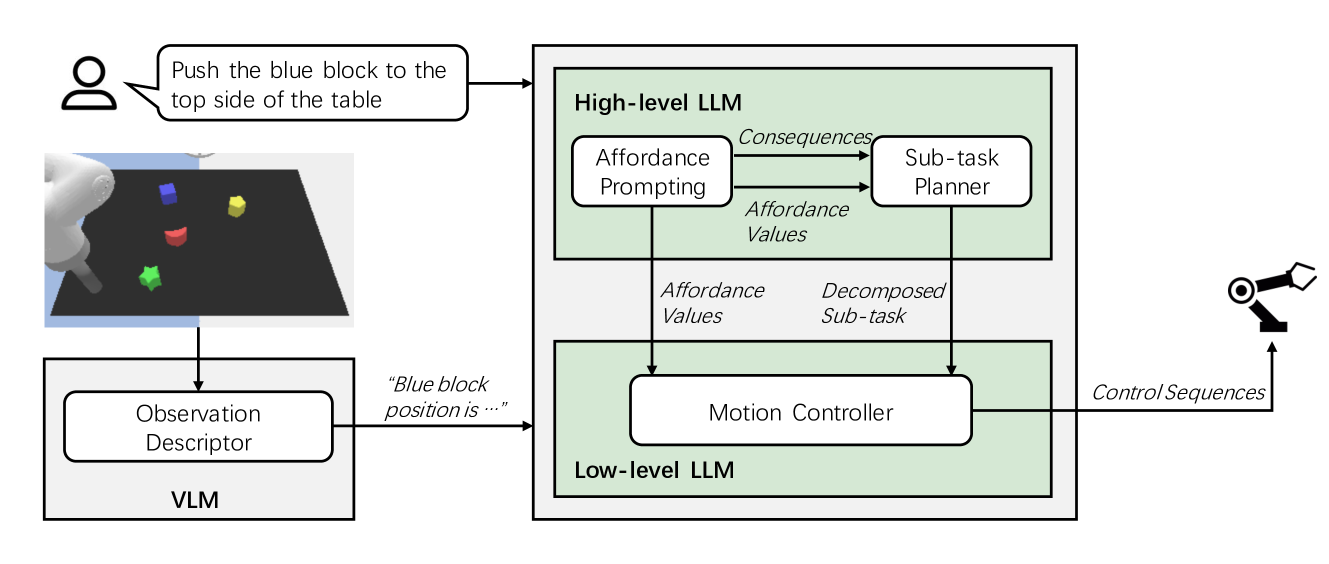 Push the blue block to the
top side of the table
High-level LLM
Affordance
Prompting
Consequences
Affordance
Values
Sub-task
Planner
Affordance
Values
Decomposed
Sub-task
Observation
Descriptor
VLM
“Blue block
position is ⋯”
Motion Controller
Low-level LLM
Control Sequences